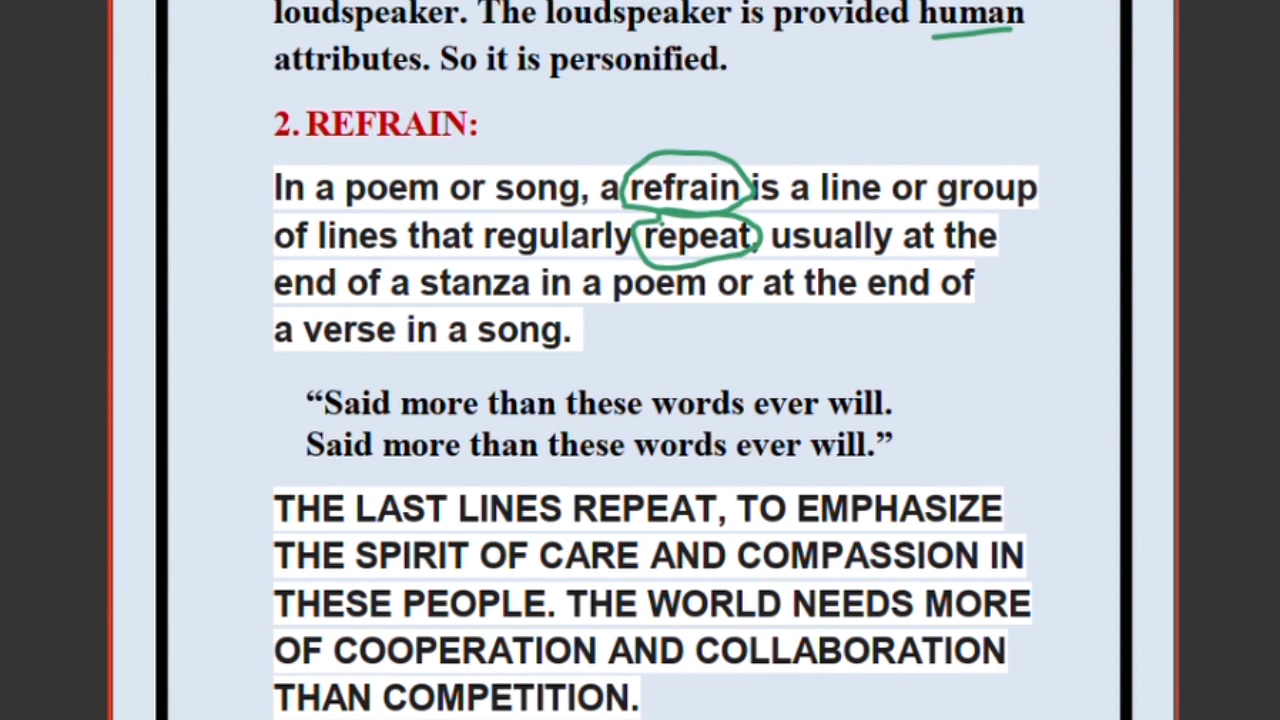 loudspeaker. The loudspeaker is provided human
attributes. So it is personified.
2. REFRAIN:
In a poem or song, a refrain is a line or group
of lines that regularly repeat, usually at the
end of a stanza in a poem or at the end of
a verse in a song.
“Said more than these words ever will.
Said more than these words ever will.”
THE LAST LINES REPEAT, TO EMPHASIZE
THE SPIRIT OF CARE AND COMPASSION IN
THESE PEOPLE. THE WORLD NEEDS MORE
OF COOPERATION AND COLLABORATION
THAN COMPETITION.